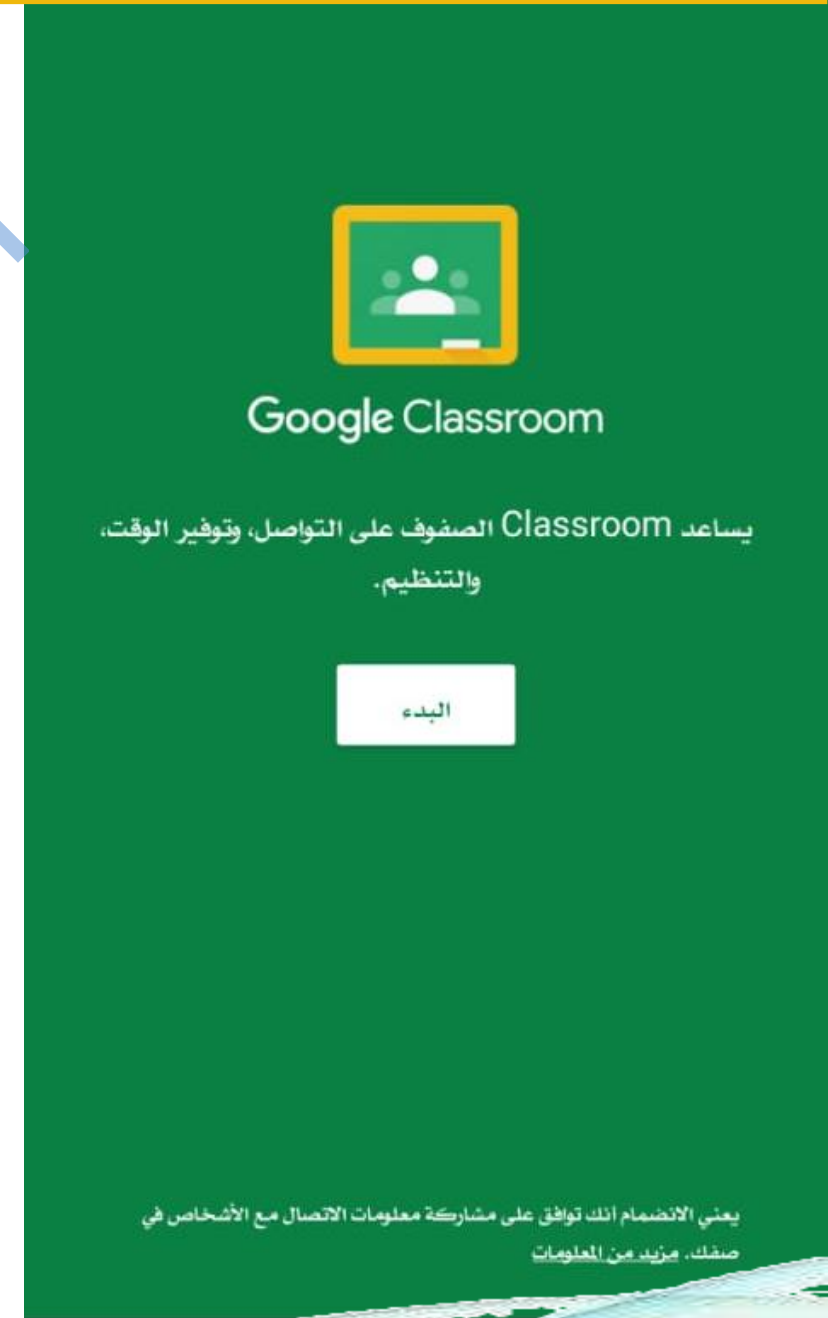 Google Classroom
يساعد Classroom الصفوف على التواصل، وتوفير الوقت،
والتنظيم.
البدء
يعني الانضمام أنك توافق على مشاركة معلومات الاتصال مع الأشخاص في
صفك. مزيد من المعلومات